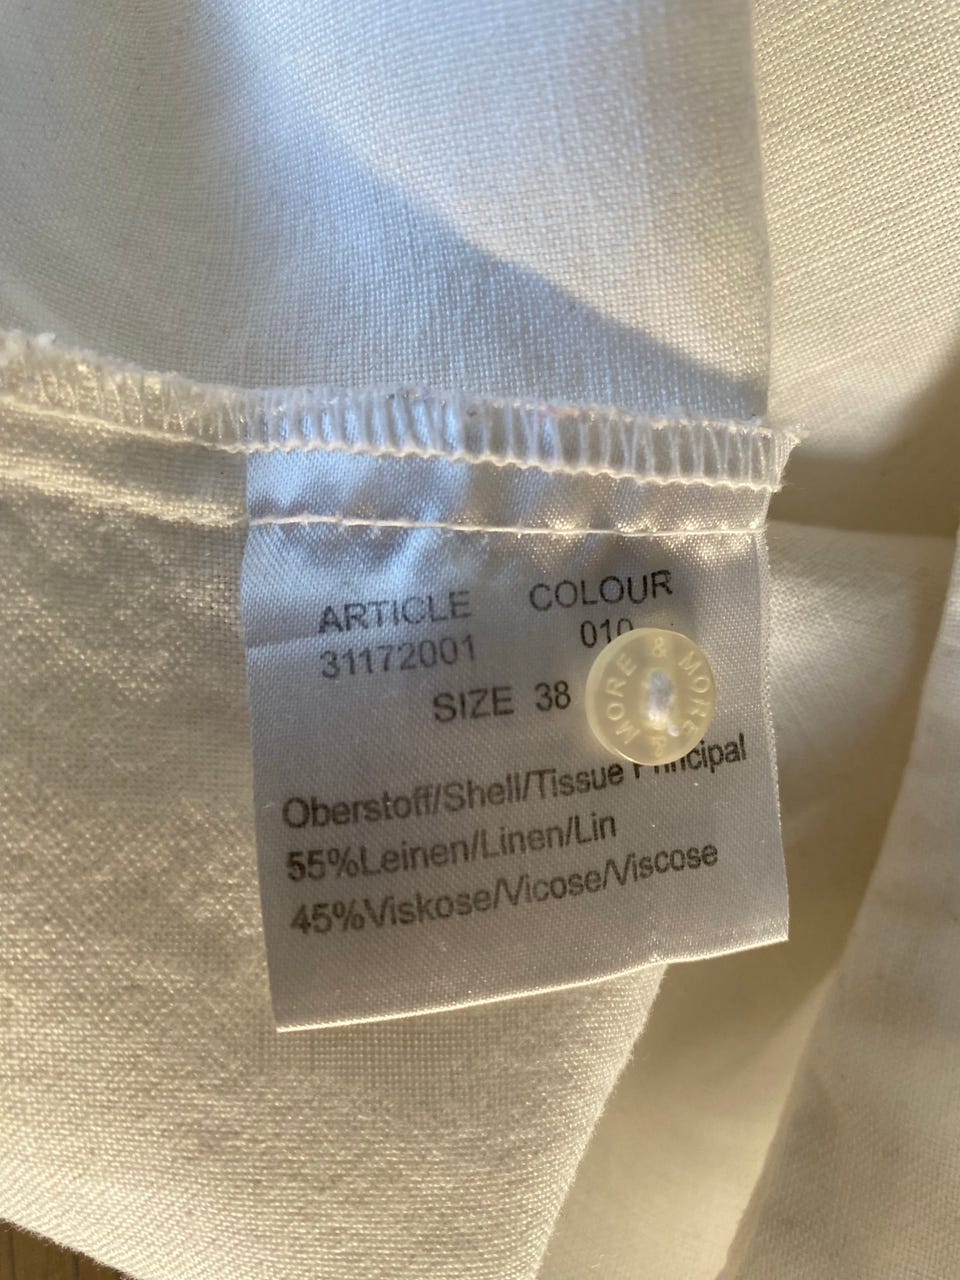 ARTICLE COLOUR
31172001 010
SIZE 38
MORE & MORE &
Oberstoff/Shell/Tissue Principal
55%Leinen/Linen/Lin
45%Viskose/Vicose/Viscose